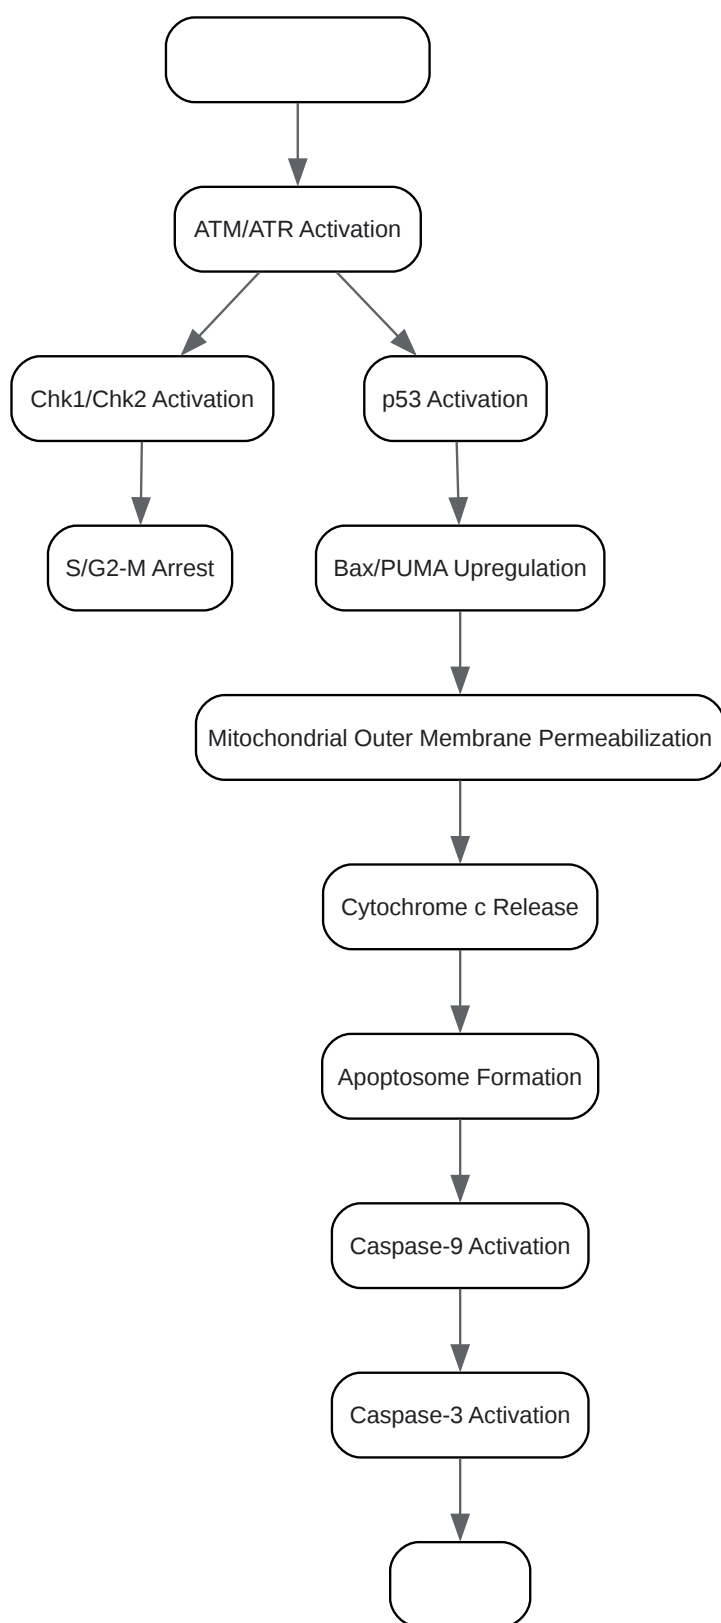 ATM/ATR Activation
Chk1/Chk2 Activation
p53 Activation
S/G2-M Arrest
Bax/PUMA Upregulation
Mitochondrial Outer Membrane Permeabilization
Cytochrome c Release
Apoptosome Formation
Caspase-9 Activation
Caspase-3 Activation